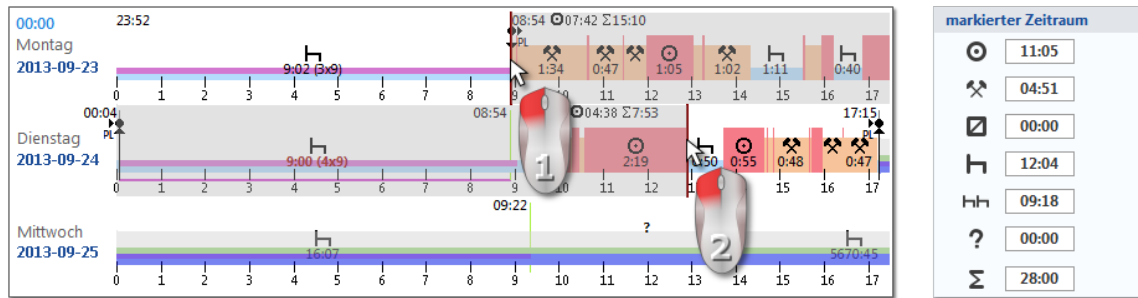 00:00 23:52 08:54 07:42 Σ15:10
Montag PL
2013-09-23 9:02 (3x9) 1:34 0:47 1:05 1:02 1:11 0:40
0 1 2 3 4 5 6 7 8 9 10 11 12 13 14 15 16 17
00:04 08:54 04:38 Σ7:53 17:15
PL PL
Dienstag
2013-09-24 9:00 (4x9) 2:19 :50 0:55 0:48 0:47
0 1 2 3 4 5 6 7 8 9 10 11 12 13 14 15 16 17
09:22
Mittwoch ?
2013-09-25 16:07 5670:45
0 1 2 3 4 5 6 7 8 9 10 11 12 13 14 15 16 17
1
2
markierter Zeitraum
11:05
04:51
00:00
12:04
09:18
? 00:00
Σ 28:00